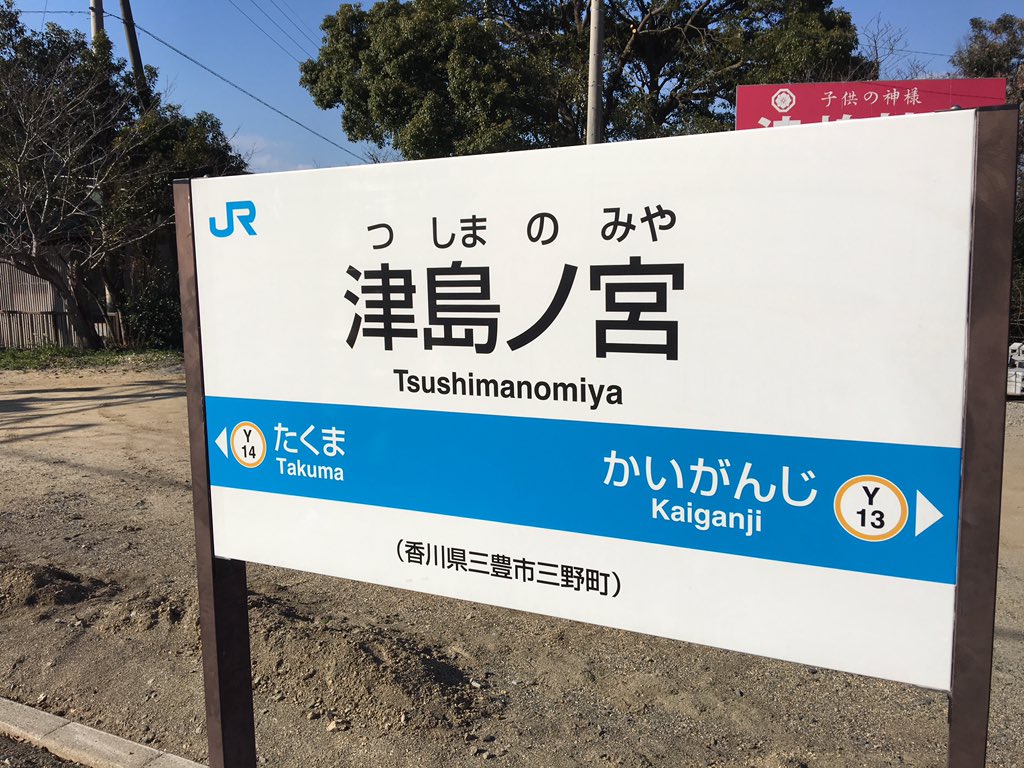 子供の神様
JR
つ しま の みや
津島ノ宮
Tsushimanomiya
Y
14
たくま
Takuma
かいがんじ
Kaiganji
Y
13
(香川県三豊市三野町)